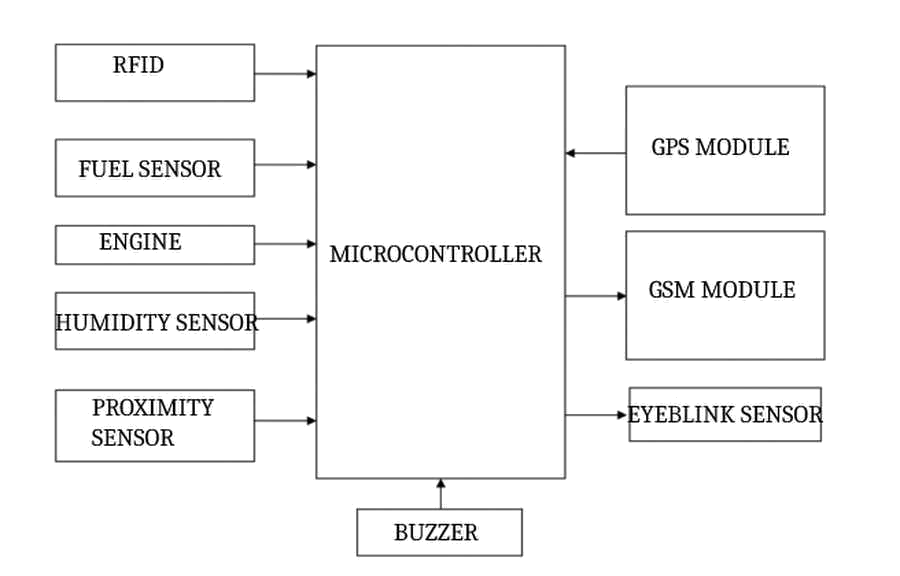 RFID
FUEL SENSOR
ENGINE
HUMIDITY SENSOR
PROXIMITY
SENSOR
MICROCONTROLLER
GPS MODULE
GSM MODULE
EYEBLINK SENSOR
BUZZER